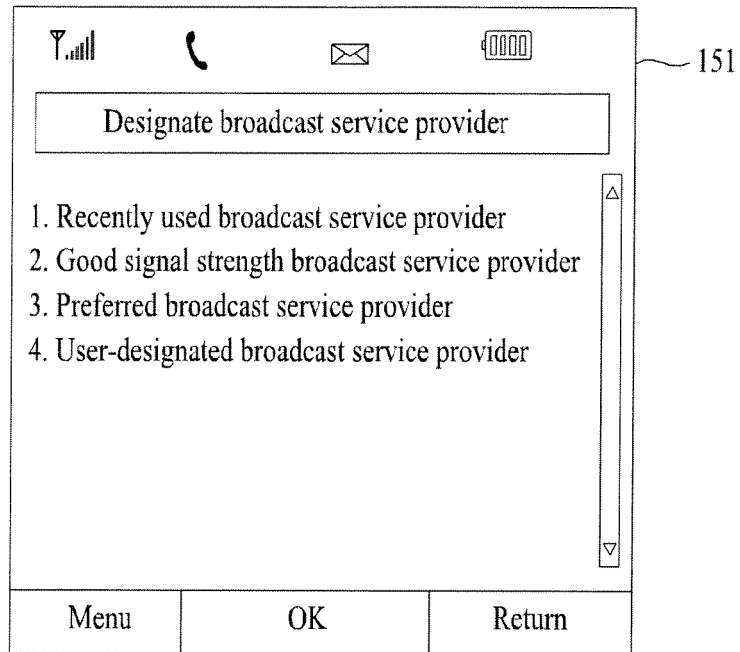 151
Designate broadcast service provider
1. Recently used broadcast service provider
2. Good signal strength broadcast service provider
3. Preferred broadcast service provider
4. User-designated broadcast service provider
Menu OK Return